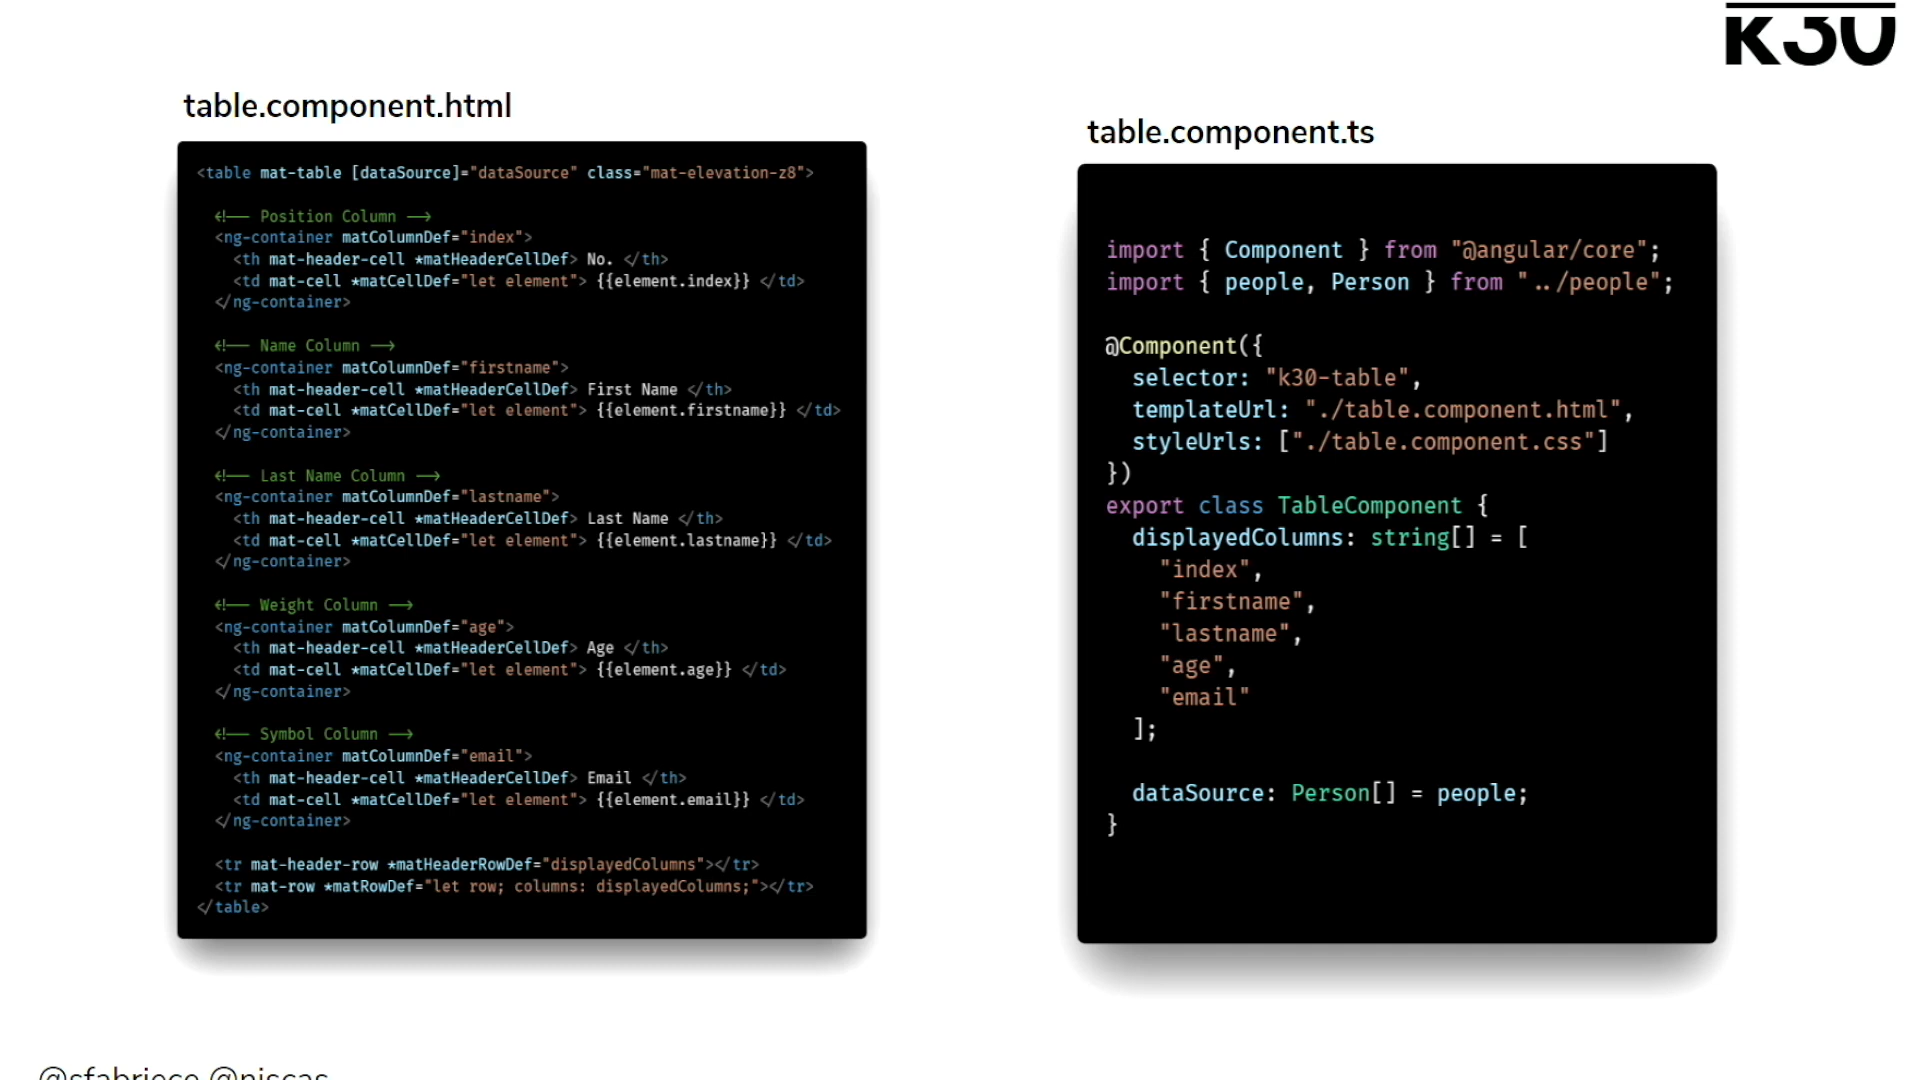 K30
table.component.html
<table mat-table [dataSource]="dataSource" class="mat-elevation-z8">
<!-- Position Column -->
<ng-container matColumnDef="index">
<th mat-header-cell *matHeaderCellDef> No. </th>
<td mat-cell *matCellDef="let element"> {{element.index}} </td>
</ng-container>
<!-- Name Column -->
<ng-container matColumnDef="firstname">
<th mat-header-cell *matHeaderCellDef> First Name </th>
<td mat-cell *matCellDef="let element"> {{element.firstname}} </td>
</ng-container>
<!-- Last Name Column -->
<ng-container matColumnDef="lastname">
<th mat-header-cell *matHeaderCellDef> Last Name </th>
<td mat-cell *matCellDef="let element"> {{element.lastname}} </td>
</ng-container>
<!-- Weight Column -->
<ng-container matColumnDef="age">
<th mat-header-cell *matHeaderCellDef> Age </th>
<td mat-cell *matCellDef="let element"> {{element.age}} </td>
</ng-container>
<!-- Symbol Column -->
<ng-container matColumnDef="email">
<th mat-header-cell *matHeaderCellDef> Email </th>
<td mat-cell *matCellDef="let element"> {{element.email}} </td>
</ng-container>
<tr mat-header-row *matHeaderRowDef="displayedColumns"></tr>
<tr mat-row *matRowDef="let row; columns: displayedColumns;"></tr>
</table>
table.component.ts
import { Component } from "@angular/core";
import { people, Person } from "../people";
@Component({
selector: "k30-table",
templateUrl: "./table.component.html",
styleUrls: ["./table.component.css"]
})
export class TableComponent {
displayedColumns: string[] = [
"index",
"firstname",
"lastname",
"age",
"email"
];
dataSource: Person[] = people;
}
@sfabriece @niscas